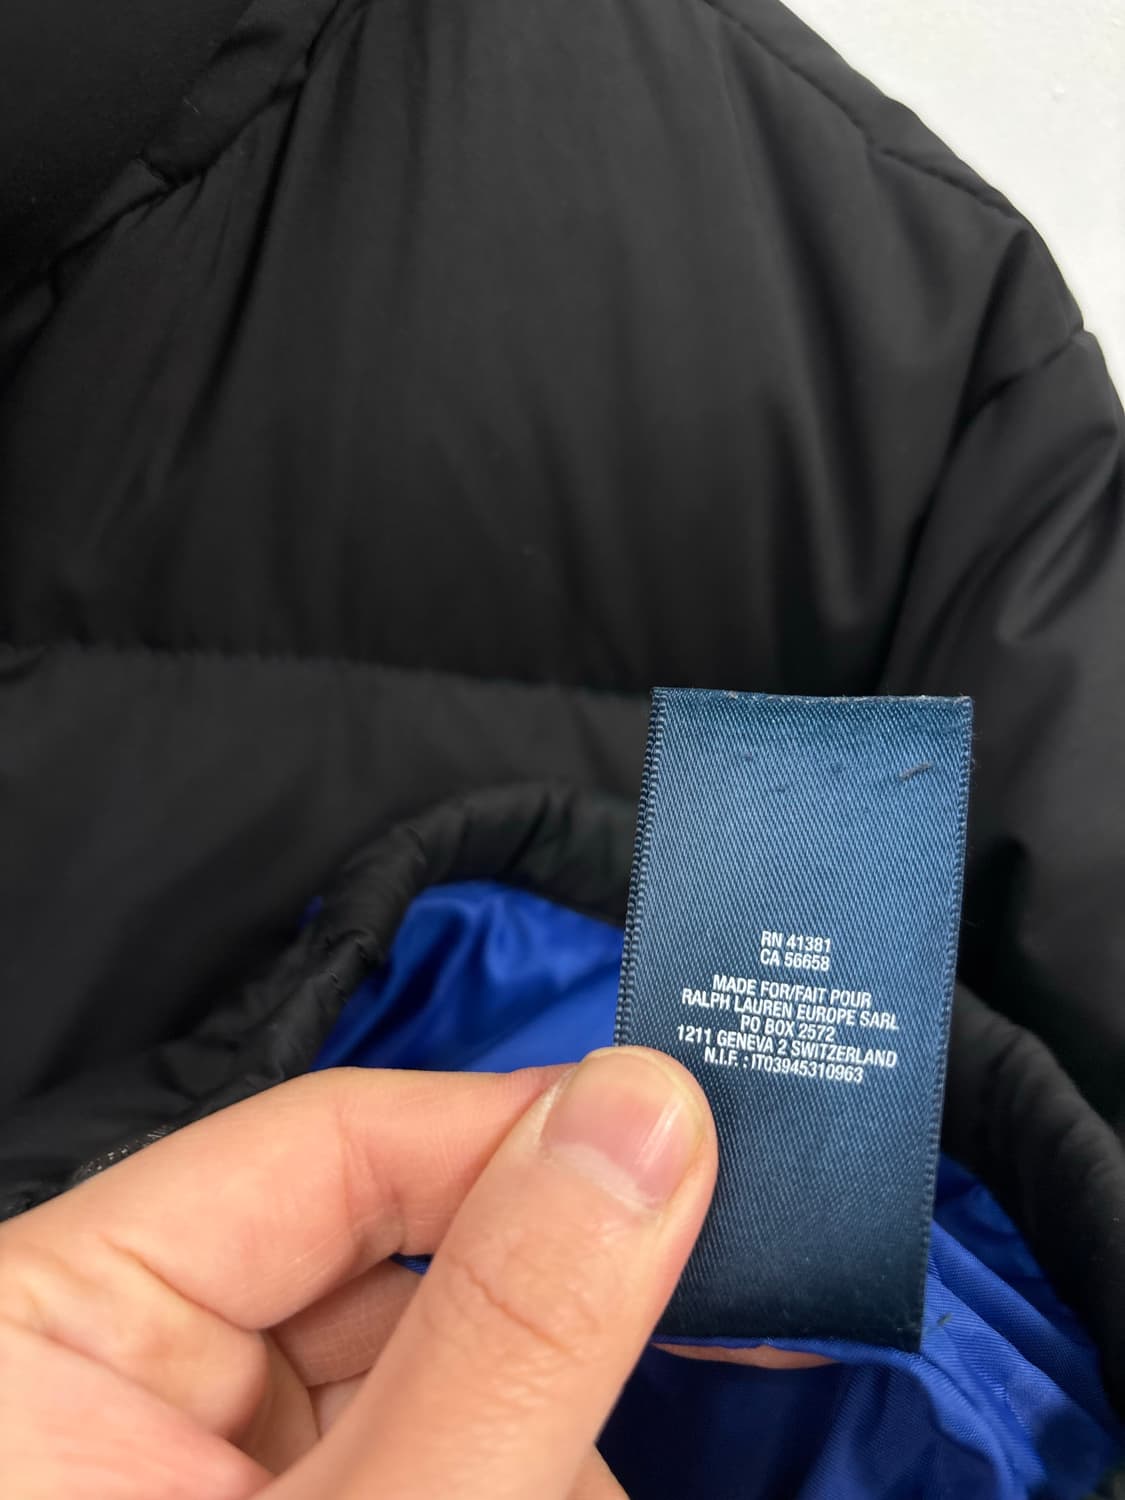 RN 41381
CA 56658
MADE FOR/FAIT POUR
RALPH LAUREN EUROPE SARL
PO BOX 2572
1211 GENEVA 2 SWITZERLAND
N.I.F. : IT03945310963